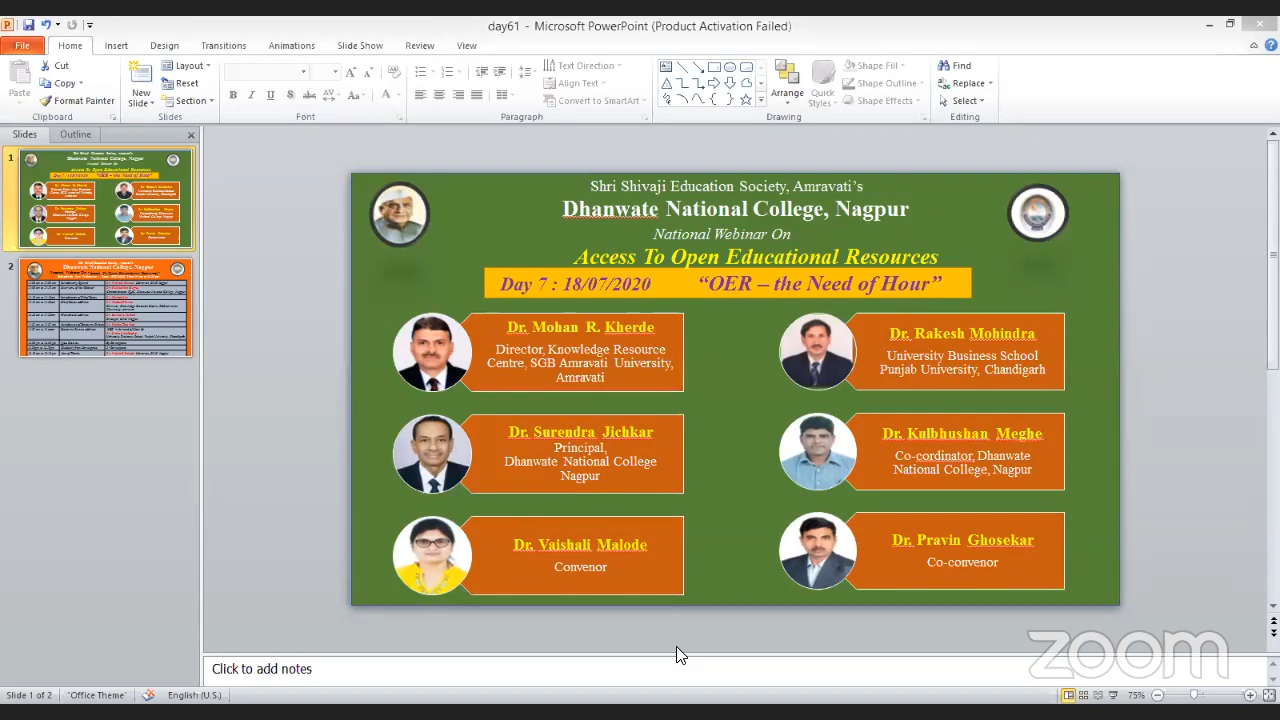 day61 - Microsoft PowerPoint (Product Activation Failed)
File Home Insert Design Transitions Animations Slide Show Review View
Cut
Copy
Format Painter
Paste
Clipboard
New
Slide
Layout
Reset
Section
Slides
Font
Text Direction
Align Text
Convert to SmartArt
Paragraph
Arrange
Quick
Styles
Shape Fill
Shape Outline
Shape Effects
Drawing
Find
Replace
Select
Editing
Slides Outline
1
2
Shri Shivaji Education Society, Amravati's
Dhanwate National College, Nagpur
National Webinar On
Access To Open Educational Resources
Day 7 : 18/07/2020 “OER – the Need of Hour”
Dr. Mohan R. Kherde
Director, Knowledge Resource
Centre, SGB Amravati University,
Amravati
Dr. Rakesh Mohindra
University Business School
Punjab University, Chandigarh
Dr. Surendra Jichkar
Principal,
Dhanwate National College
Nagpur
Dr. Kulbhushan Meghe
Co-cordinator, Dhanwate
National College, Nagpur
Dr. Vaishali Malode
Convenor
Dr. Pravin Ghosekar
Co-convenor
zoom
Click to add notes
Slide 1 of 2 "Office Theme" English (U.S.) 75%